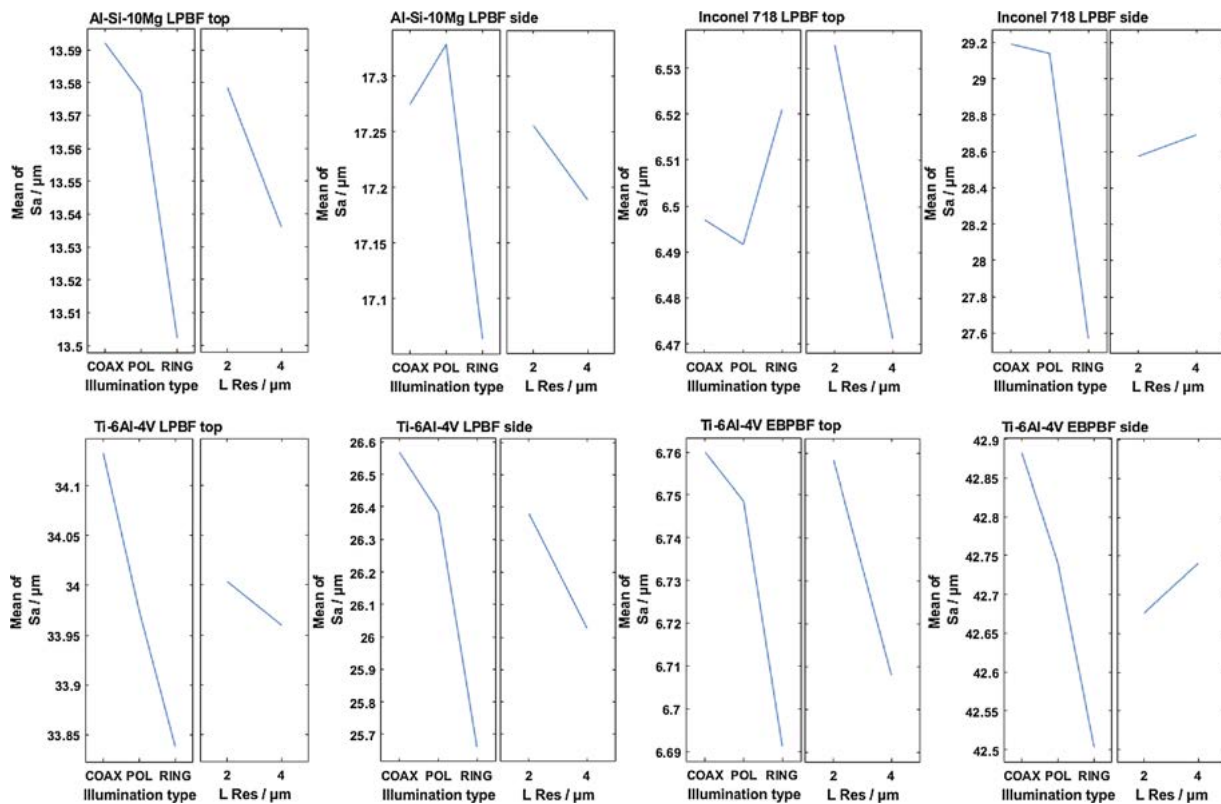 Al-Si-10Mg LPBF top
Mean of
Sa / µm
13.59
13.58
13.57
13.56
13.55
13.54
13.53
13.52
13.51
13.5
COAX POL RING
Illumination type
2 4
L Res / µm
Al-Si-10Mg LPBF side
Mean of
Sa / µm
17.3
17.25
17.2
17.15
17.1
COAX POL RING
Illumination type
2 4
L Res / µm
Inconel 718 LPBF top
Mean of
Sa / µm
6.53
6.52
6.51
6.5
6.49
6.48
6.47
COAX POL RING
Illumination type
2 4
L Res / µm
Inconel 718 LPBF side
Mean of
Sa / µm
29.2
29
28.8
28.6
28.4
28.2
28
27.8
27.6
COAX POL RING
Illumination type
2 4
L Res / µm
Ti-6Al-4V LPBF top
Mean of
Sa / µm
34.1
34.05
34
33.95
33.9
33.85
COAX POL RING
Illumination type
2 4
L Res / µm
Ti-6Al-4V LPBF side
Mean of
Sa / µm
26.6
26.5
26.4
26.3
26.2
26.1
26
25.9
25.8
25.7
COAX POL RING
Illumination type
2 4
L Res / µm
Ti-6Al-4V EBPBF top
Mean of
Sa / µm
6.76
6.75
6.74
6.73
6.72
6.71
6.7
6.69
COAX POL RING
Illumination type
2 4
L Res / µm
Ti-6Al-4V EBPBF side
Mean of
Sa / µm
42.9
42.85
42.8
42.75
42.7
42.65
42.6
42.55
42.5
COAX POL RING
Illumination type
2 4
L Res / µm